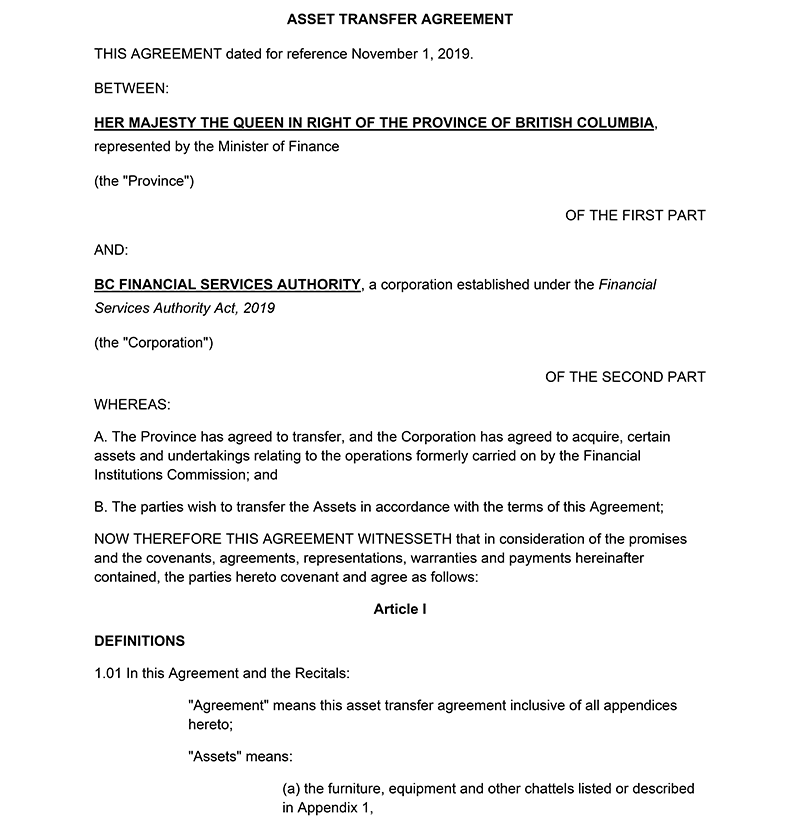 ASSET TRANSFER AGREEMENT
THIS AGREEMENT dated for reference November 1, 2019.
BETWEEN:
HER MAJESTY THE QUEEN IN RIGHT OF THE PROVINCE OF BRITISH COLUMBIA,
represented by the Minister of Finance
(the "Province")
OF THE FIRST PART
AND:
BC FINANCIAL SERVICES AUTHORITY, a corporation established under the Financial
Services Authority Act, 2019
(the "Corporation")
OF THE SECOND PART
WHEREAS:
A. The Province has agreed to transfer, and the Corporation has agreed to acquire, certain
assets and undertakings relating to the operations formerly carried on by the Financial
Institutions Commission; and
B. The parties wish to transfer the Assets in accordance with the terms of this Agreement;
NOW THEREFORE THIS AGREEMENT WITNESSETH that in consideration of the promises
and the covenants, agreements, representations, warranties and payments hereinafter
contained, the parties hereto covenant and agree as follows:
Article I
DEFINITIONS
1.01 In this Agreement and the Recitals:
"Agreement" means this asset transfer agreement inclusive of all appendices
hereto;
"Assets" means:
(a) the furniture, equipment and other chattels listed or described
in Appendix 1,